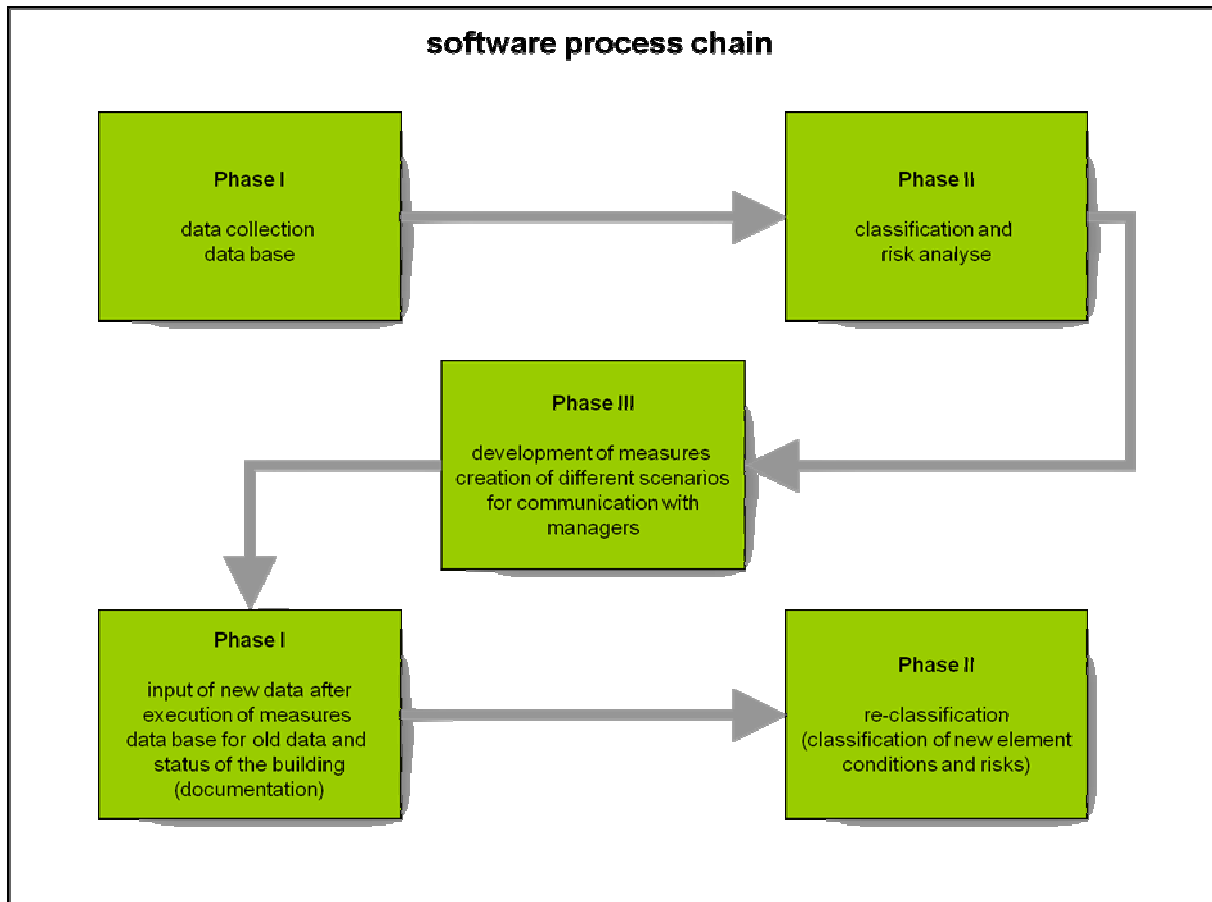 software process chain
Phase I
data collection
data base
Phase II
classification and
risk analyse
Phase III
development of measures
creation of different scenarios
for communication with
managers
Phase I
input of new data after
execution of measures
data base for old data and
status of the building
(documentation)
Phase II
re-classification
(classification of new element
conditions and risks)